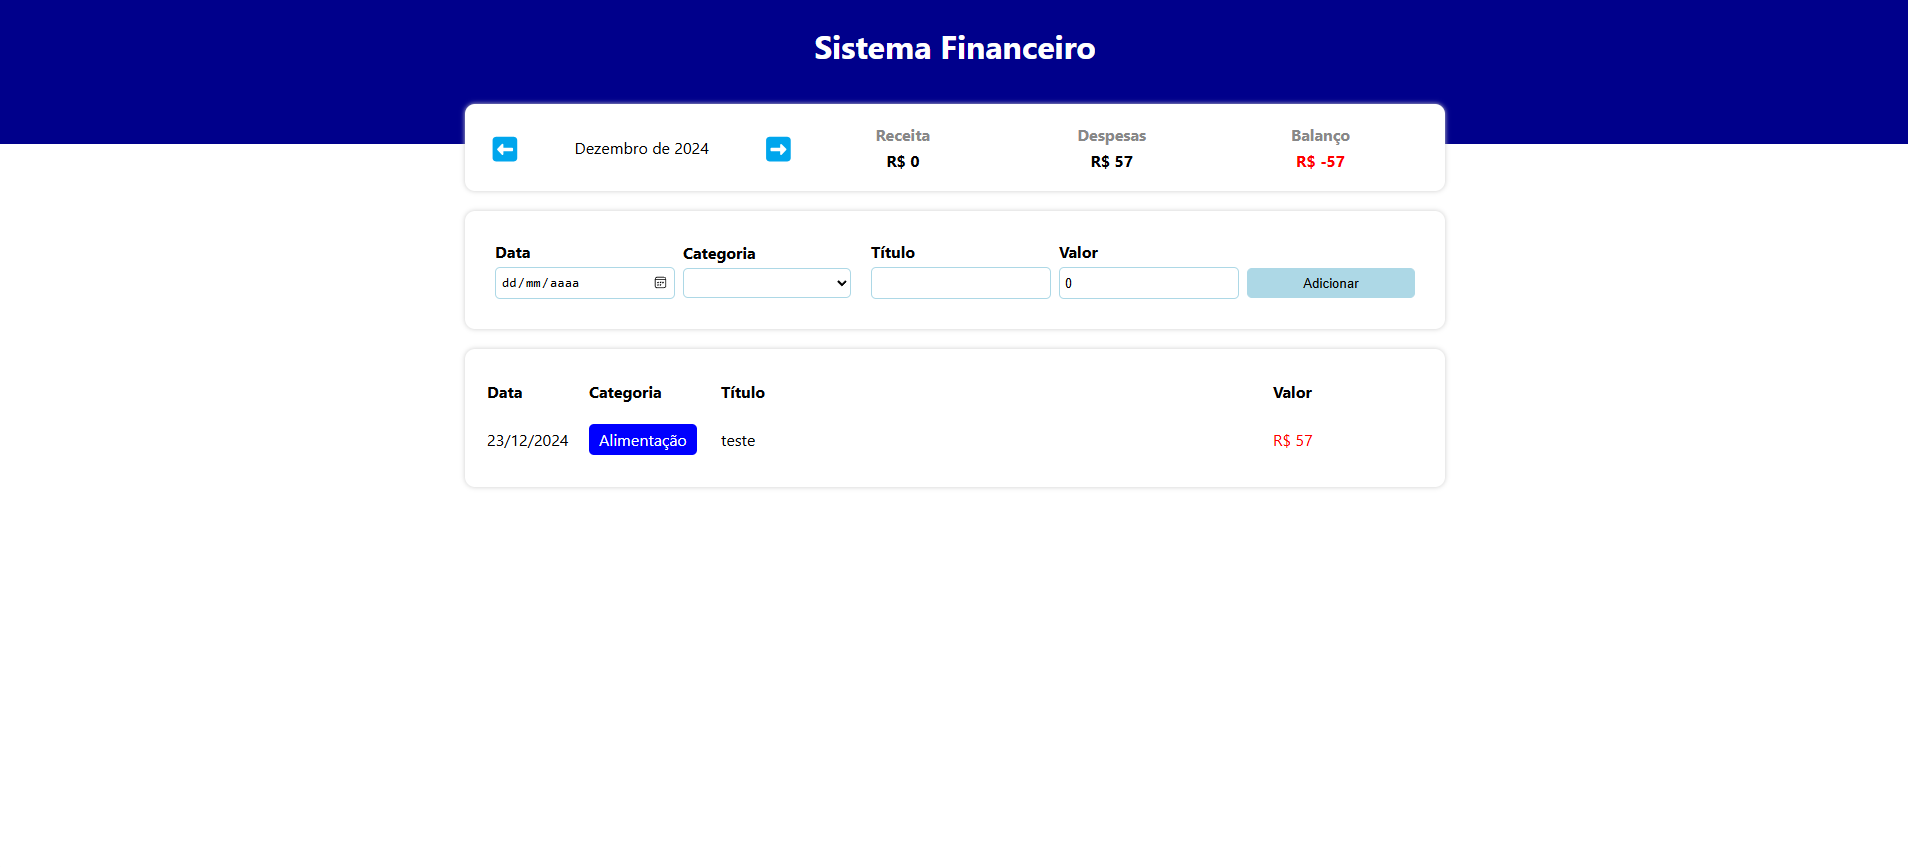 Sistema Financeiro
Dezembro de 2024
Receita
R$ 0
Despesas
R$ 57
Balanço
R$ -57
Data
dd/mm/aaaa
Categoria
Título
Valor
0
Adicionar
Data Categoria Título Valor
23/12/2024 Alimentação teste R$ 57